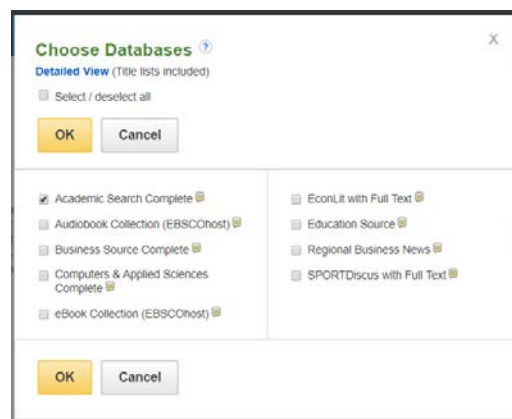 X
Choose Databases ?
Detailed View (Title lists included)
Select / deselect all
OK Cancel
Academic Search Complete
Audiobook Collection (EBSCOhost)
Business Source Complete
Computers & Applied Sciences
Complete
eBook Collection (EBSCOhost)
EconLit with Full Text
Education Source
Regional Business News
SPORTDiscus with Full Text
OK Cancel